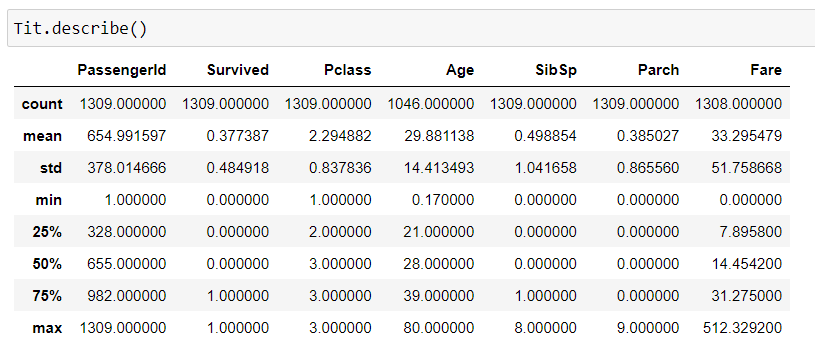 Tit.describe()
PassengerId Survived Pclass Age SibSp Parch Fare
count 1309.000000 1309.000000 1309.000000 1046.000000 1309.000000 1309.000000 1308.000000
mean 654.991597 0.377387 2.294882 29.881138 0.498854 0.385027 33.295479
std 378.014666 0.484918 0.837836 14.413493 1.041658 0.865560 51.758668
min 1.000000 0.000000 1.000000 0.170000 0.000000 0.000000 0.000000
25% 328.000000 0.000000 2.000000 21.000000 0.000000 0.000000 7.895800
50% 655.000000 0.000000 3.000000 28.000000 0.000000 0.000000 14.454200
75% 982.000000 1.000000 3.000000 39.000000 1.000000 0.000000 31.275000
max 1309.000000 1.000000 3.000000 80.000000 8.000000 9.000000 512.329200